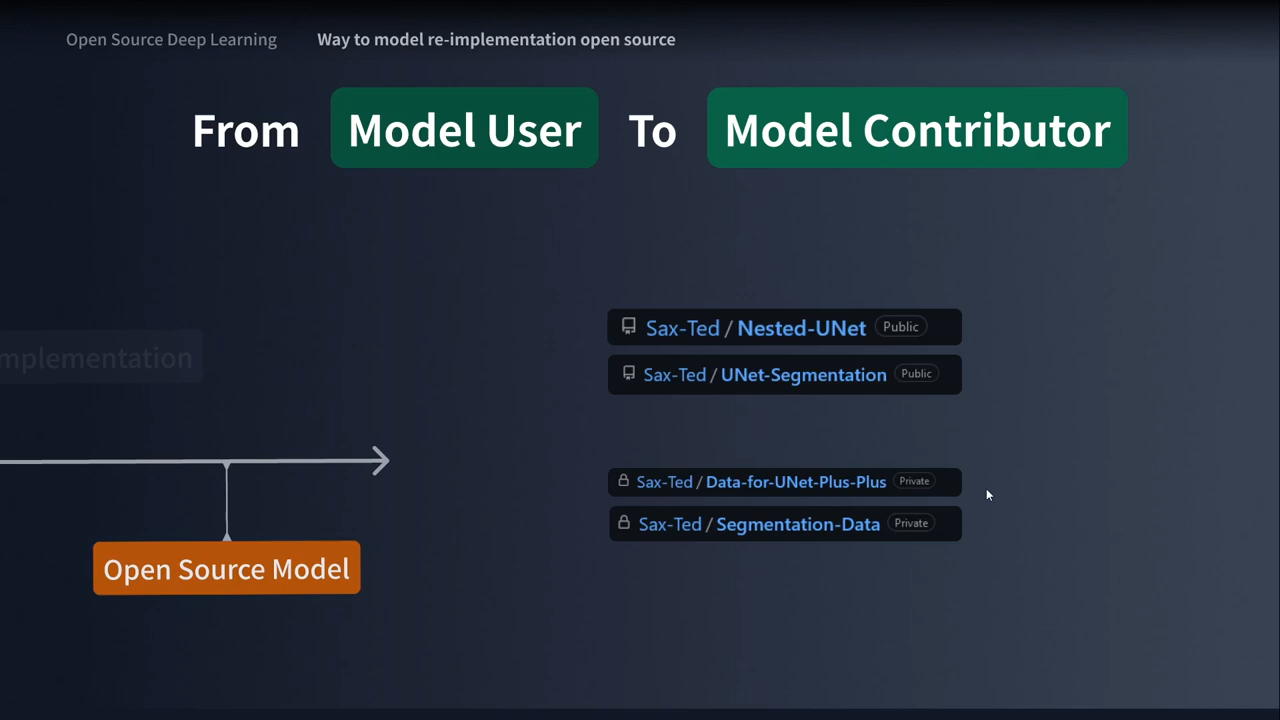 Open Source Deep Learning Way to model re-implementation open source
From Model User To Model Contributor
Sax-Ted / Nested-UNet Public
mplementation
Sax-Ted / UNet-Segmentation Public
Sax-Ted / Data-for-UNet-Plus-Plus Private
Sax-Ted / Segmentation-Data Private
Open Source Model